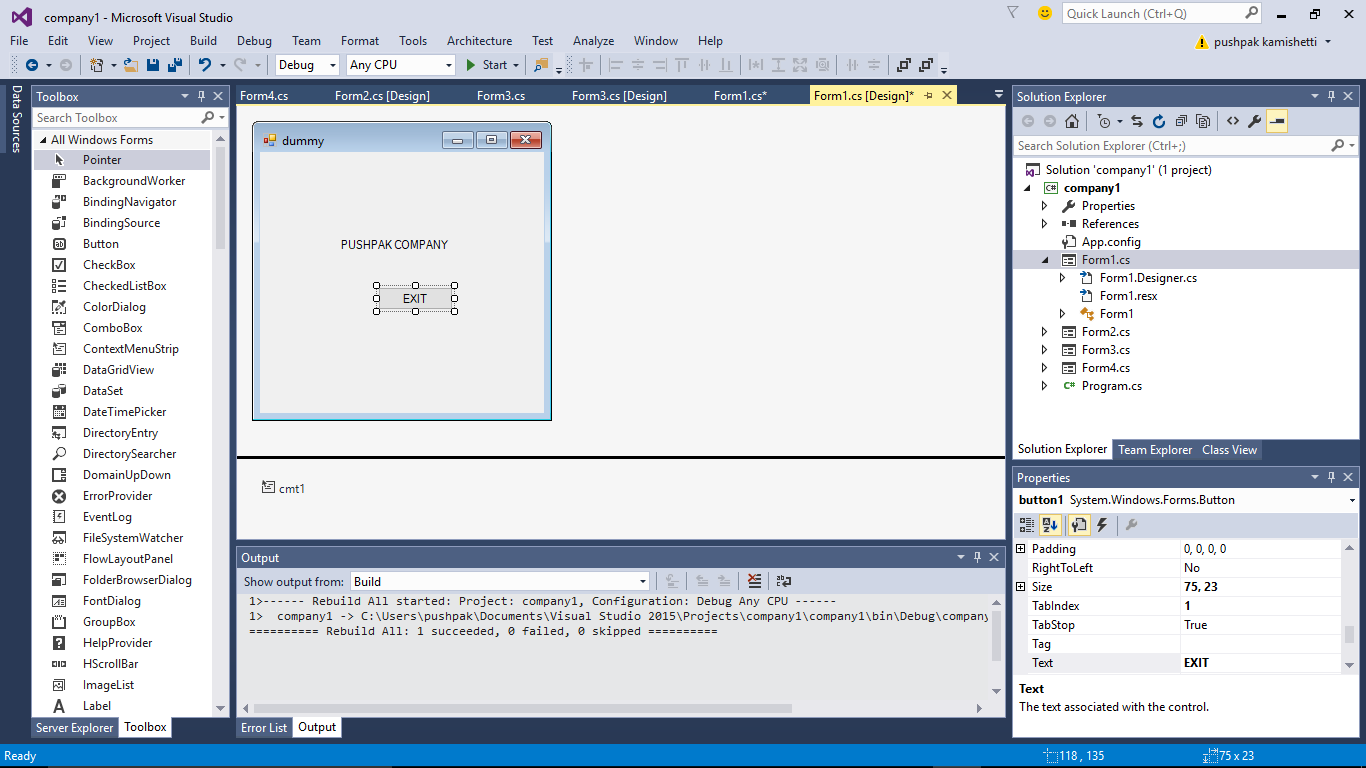 company1 - Microsoft Visual Studio
Quick Launch (Ctrl+Q)
File Edit View Project Build Debug Team Format Tools Architecture Test Analyze Window Help
pushpak kamishetti
Debug Any CPU Start
Data Sources
Toolbox
Search Toolbox
All Windows Forms
Pointer
BackgroundWorker
BindingNavigator
BindingSource
Button
CheckBox
CheckedListBox
ColorDialog
ComboBox
ContextMenuStrip
DataGridView
DataSet
DateTimePicker
DirectoryEntry
DirectorySearcher
DomainUpDown
ErrorProvider
EventLog
FileSystemWatcher
FlowLayoutPanel
FolderBrowserDialog
FontDialog
GroupBox
HelpProvider
HScrollBar
ImageList
Label
Server Explorer Toolbox
Form4.cs Form2.cs [Design] Form3.cs Form3.cs [Design] Form1.cs* Form1.cs [Design]*
dummy
PUSHPAK COMPANY
EXIT
cmt1
Output
Show output from: Build
1>------ Rebuild All started: Project: company1, Configuration: Debug Any CPU ------
1>  company1 -> C:\Users\pushpak\Documents\Visual Studio 2015\Projects\company1\company1\bin\Debug\company
========== Rebuild All: 1 succeeded, 0 failed, 0 skipped ==========
Error List Output
Solution Explorer
Search Solution Explorer (Ctrl+;)
Solution 'company1' (1 project)
company1
Properties
References
App.config
Form1.cs
Form1.Designer.cs
Form1.resx
Form1
Form2.cs
Form3.cs
Form4.cs
Program.cs
Solution Explorer Team Explorer Class View
Properties
button1 System.Windows.Forms.Button
Padding 0, 0, 0, 0
RightToLeft No
Size 75, 23
TabIndex 1
TabStop True
Tag
Text EXIT
Text
The text associated with the control.
Ready 118 , 135 75 x 23